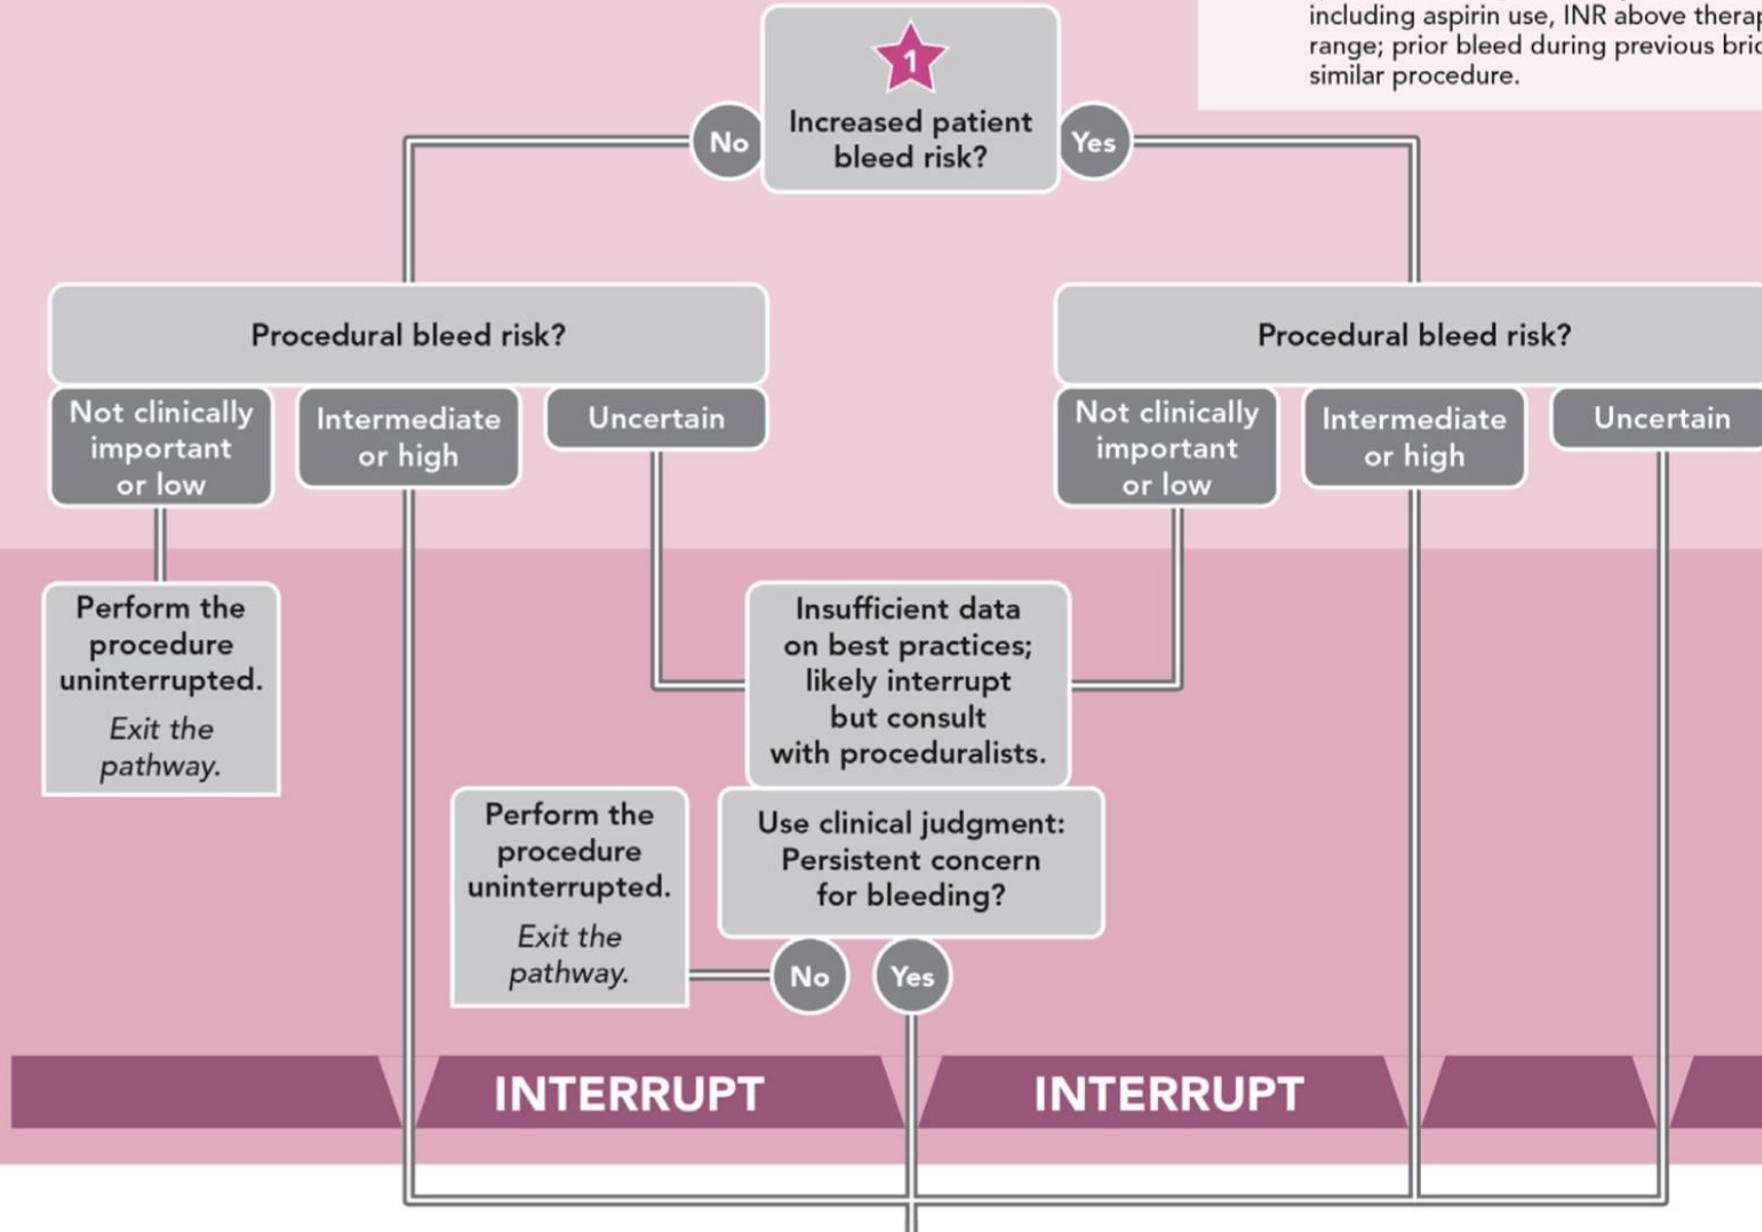 including aspirin use, INR above
range; prior bleed during previous
similar procedure.
1
Increased patient
bleed risk?
No
Yes
Procedural bleed risk?
Procedural bleed risk?
Not clinically
important
or low
Intermediate
or high
Uncertain
Not clinically
important
or low
Intermediate
or high
Uncertain
Perform the
procedure
uninterrupted.
Exit the
pathway.
Insufficient data
on best practices;
likely interrupt
but consult
with proceduralists.
Perform the
procedure
uninterrupted.
Exit the
pathway.
Use clinical judgment:
Persistent concern
for bleeding?
No
Yes
INTERRUPT
INTERRUPT